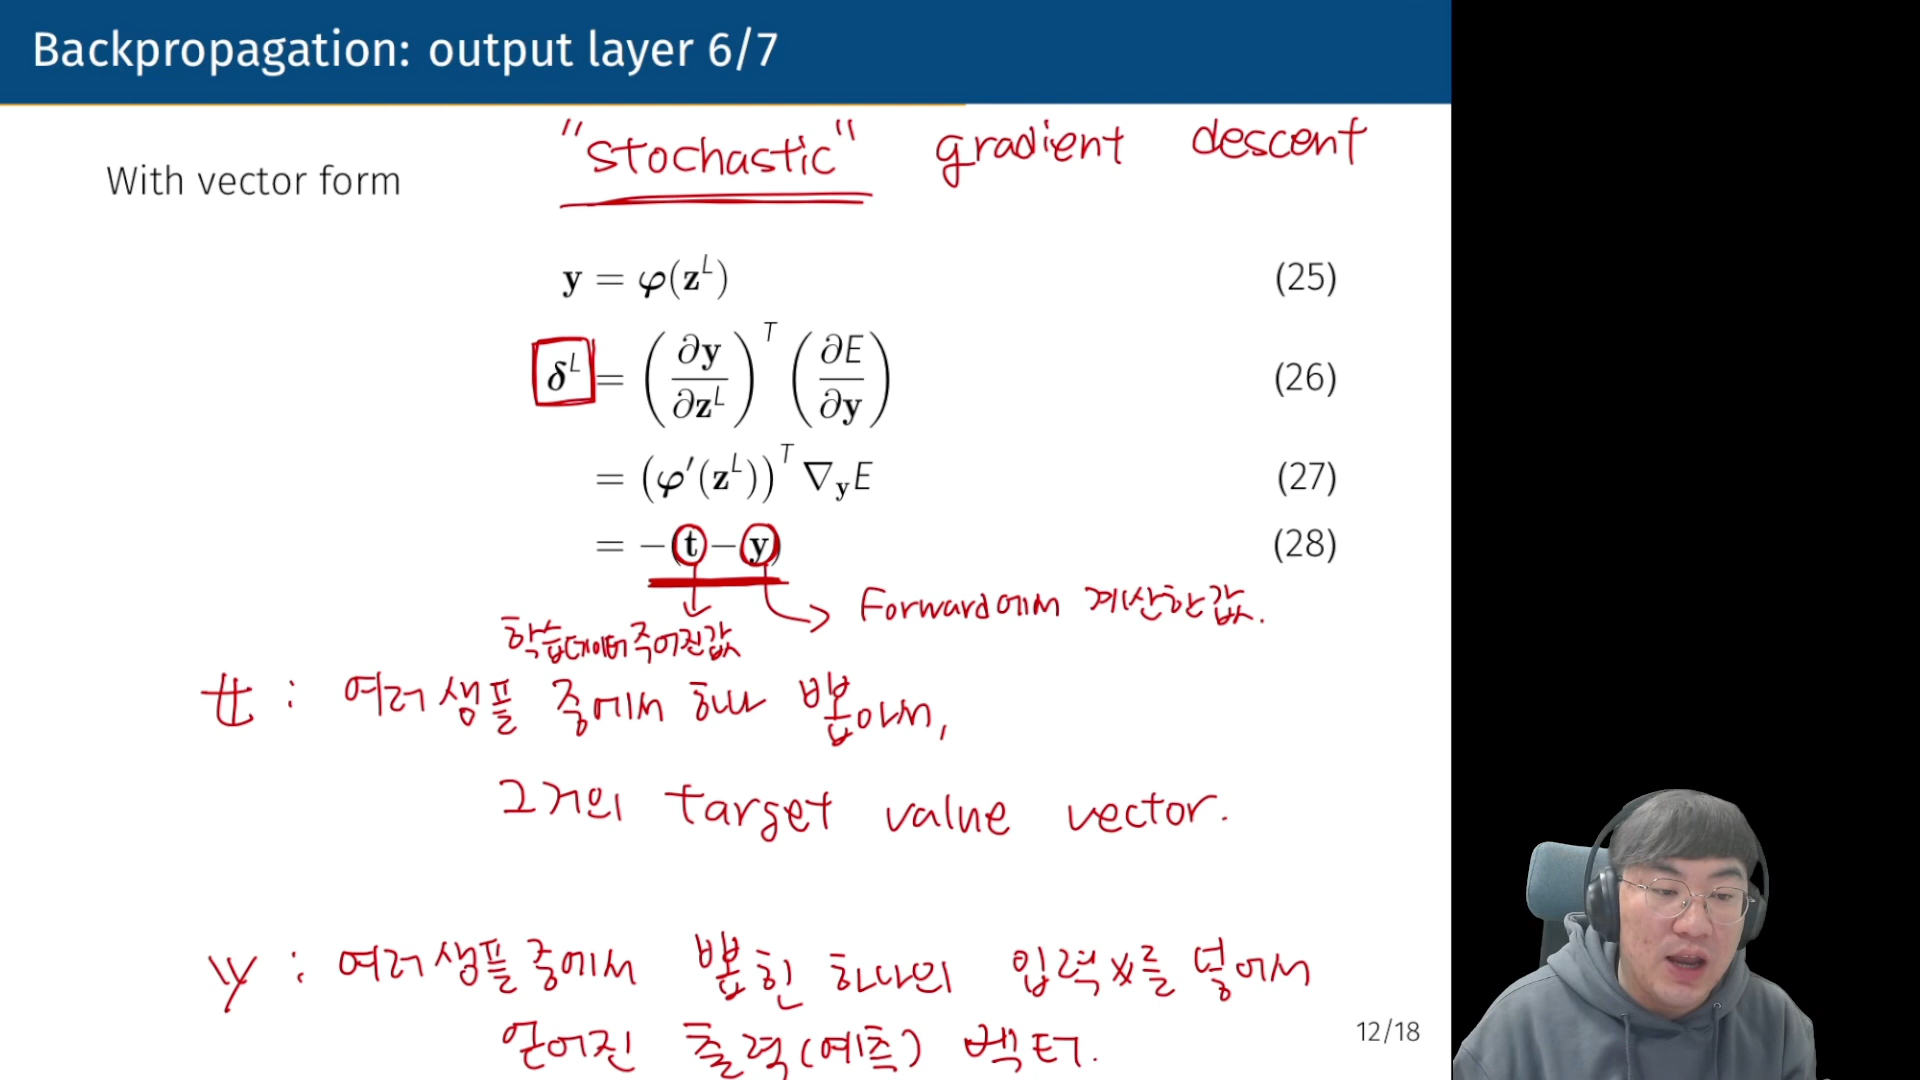 Backpropagation: output layer 6/7
"stochastic" gradient descent
With vector form
y = φ(z^L) (25)
δ^L = (∂y/∂z^L)^T (∂E/∂y) (26)
= (φ′(z^L))^T ∇_y E (27)
= −(t − y) (28)
Forward에서 계산한 값.
학습데이터 주어진 값
t : 여러 샘플 중에서 하나 뽑아서,
그거의 target value vector.
y : 여러 샘플 중에서 뽑힌 하나의 입력 x를 넣어서
얻어진 출력(예측) 벡터.
12/18